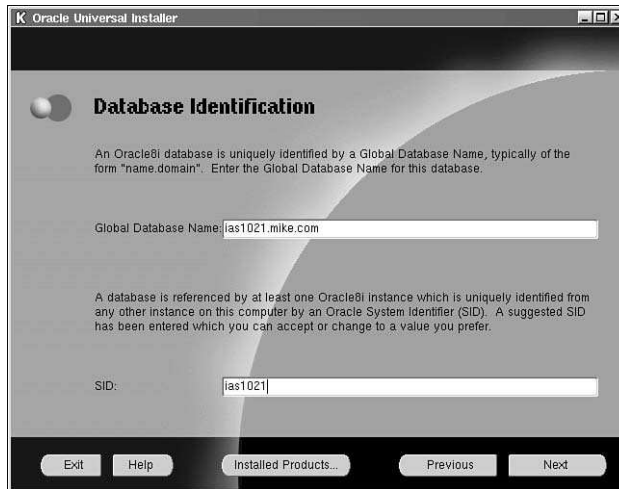 K Oracle Universal Installer
Database Identification
An Oracle8i database is uniquely identified by a Global Database Name, typically of the
form "name.domain". Enter the Global Database Name for this database.
Global Database Name: ias1021.mike.com
A database is referenced by at least one Oracle8i instance which is uniquely identified from
any other instance on this computer by an Oracle System Identifier (SID). A suggested SID
has been entered which you can accept or change to a value you prefer.
SID: ias1021
Exit Help Installed Products... Previous Next